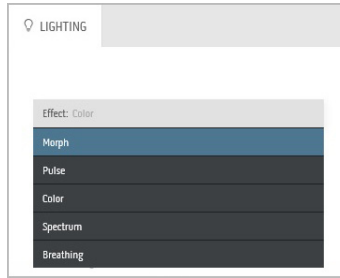 LIGHTING
Effect: Color
Morph
Pulse
Color
Spectrum
Breathing